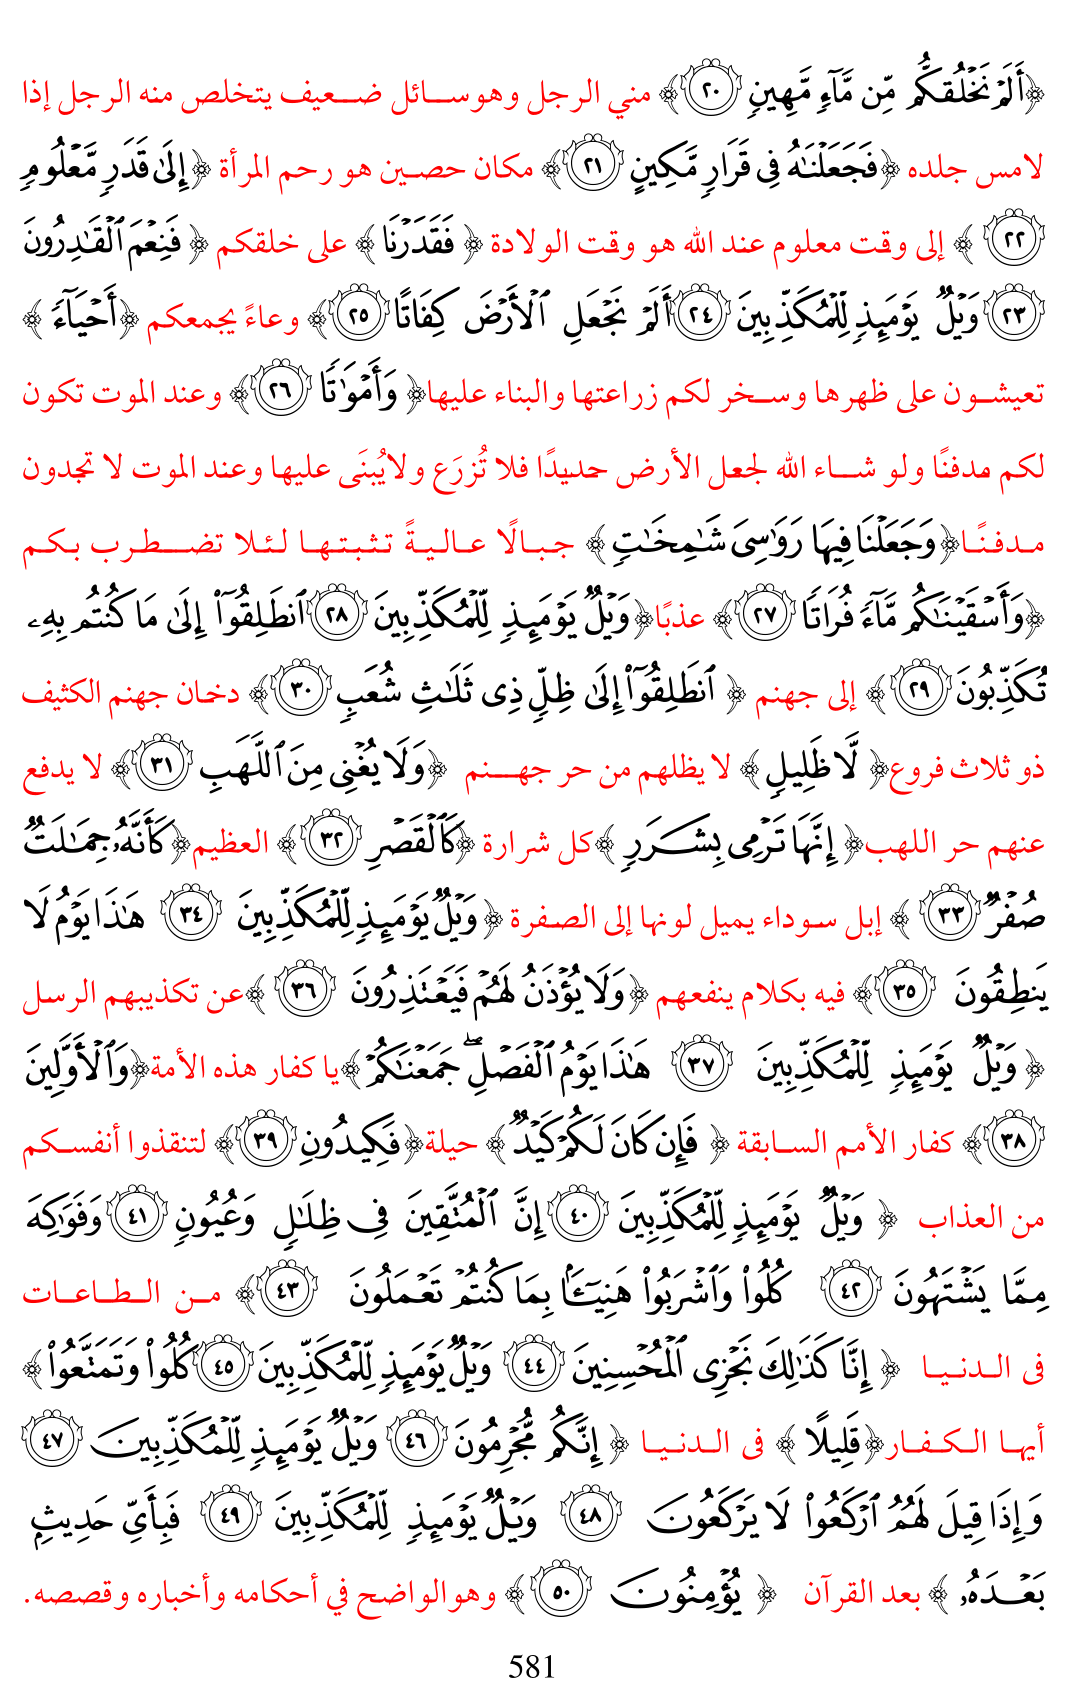 ﴿أَلَمۡ نَخۡلُقكُّم مِّن مَّآءٖ مَّهِينٖ ٢٠﴾ مني الرجل وهو سائل ضعيف يتخلص منه الرجل إذا
لامس جلده ﴿فَجَعَلۡنَٰهُ فِي قَرَارٖ مَّكِينٍ ٢١﴾ مكان حصين هو رحم المرأة ﴿إِلَىٰ قَدَرٖ مَّعۡلُومٖ
٢٢ ﴾ إلى وقت معلوم عند الله هو وقت الولادة ﴿ فَقَدَرۡنَا ﴾ على خلقكم ﴿ فَنِعۡمَ ٱلۡقَٰدِرُونَ
٢٣ وَيۡلٞ يَوۡمَئِذٖ لِّلۡمُكَذِّبِينَ ٢٤ أَلَمۡ نَجۡعَلِ ٱلۡأَرۡضَ كِفَاتًا ٢٥﴾ وعاءً يجمعكم ﴿أَحۡيَآءٗ ﴾
تعيشون على ظهرها وسخر لكم زراعتها والبناء عليها﴿ وَأَمۡوَٰتٗا ٢٦﴾ وعند الموت تكون
لكم مدفنًا ولو شاء الله لجعل الأرض حديدًا فلا تُزرَع ولا يُبنَى عليها وعند الموت لا تجدون
مدفنًا﴿وَجَعَلۡنَا فِيهَا رَوَٰسِيَ شَٰمِخَٰتٖ ﴾ جبالًا عاليةً تثبتها لئلا تضطرب بكم
﴿وَأَسۡقَيۡنَٰكُم مَّآءٗ فُرَاتٗا ٢٧﴾ عذبًا﴿وَيۡلٞ يَوۡمَئِذٖ لِّلۡمُكَذِّبِينَ ٢٨ ٱنطَلِقُوٓاْ إِلَىٰ مَا كُنتُم بِهِۦ
تُكَذِّبُونَ ٢٩﴾ إلى جهنم ﴿ ٱنطَلِقُوٓاْ إِلَىٰ ظِلّٖ ذِي ثَلَٰثِ شُعَبٖ ٣٠﴾ دخان جهنم الكثيف
ذو ثلاث فروع﴿ لَّا ظَلِيلٖ ﴾ لا يظلهم من حر جهنم ﴿وَلَا يُغۡنِي مِنَ ٱللَّهَبِ ٣١﴾ لا يدفع
عنهم حر اللهب﴿ إِنَّهَا تَرۡمِي بِشَرَرٖ ﴾كل شرارة ﴿كَٱلۡقَصۡرِ ٣٢﴾ العظيم﴿كَأَنَّهُۥ جِمَٰلَتٞ
صُفۡرٞ ٣٣ ﴾ إبل سوداء يميل لونها إلى الصفرة ﴿وَيۡلٞ يَوۡمَئِذٖ لِّلۡمُكَذِّبِينَ ٣٤ هَٰذَا يَوۡمُ لَا
يَنطِقُونَ ٣٥﴾ فيه بكلام ينفعهم ﴿وَلَا يُؤۡذَنُ لَهُمۡ فَيَعۡتَذِرُونَ ٣٦ ﴾عن تكذيبهم الرسل
﴿ وَيۡلٞ يَوۡمَئِذٖ لِّلۡمُكَذِّبِينَ ٣٧ هَٰذَا يَوۡمُ ٱلۡفَصۡلِۖ جَمَعۡنَٰكُمۡ ﴾يا كفار هذه الأمة﴿وَٱلۡأَوَّلِينَ
٣٨﴾ كفار الأمم السابقة ﴿ فَإِن كَانَ لَكُمۡ كَيۡدٞ ﴾ حيلة﴿فَكِيدُونِ ٣٩﴾ لتنقذوا أنفسكم
من العذاب ﴿ وَيۡلٞ يَوۡمَئِذٖ لِّلۡمُكَذِّبِينَ ٤٠ إِنَّ ٱلۡمُتَّقِينَ فِي ظِلَٰلٖ وَعُيُونٖ ٤١ وَفَوَٰكِهَ
مِمَّا يَشۡتَهُونَ ٤٢ كُلُواْ وَٱشۡرَبُواْ هَنِيٓـَٔۢا بِمَا كُنتُمۡ تَعۡمَلُونَ ٤٣﴾ من الطاعات
فى الدنيا ﴿ إِنَّا كَذَٰلِكَ نَجۡزِي ٱلۡمُحۡسِنِينَ ٤٤ وَيۡلٞ يَوۡمَئِذٖ لِّلۡمُكَذِّبِينَ ٤٥ كُلُواْ وَتَمَتَّعُواْ ﴾
أيها الكفار﴿قَلِيلًا ﴾ فى الدنيا ﴿ إِنَّكُم مُّجۡرِمُونَ ٤٦ وَيۡلٞ يَوۡمَئِذٖ لِّلۡمُكَذِّبِينَ ٤٧
وَإِذَا قِيلَ لَهُمُ ٱرۡكَعُواْ لَا يَرۡكَعُونَ ٤٨ وَيۡلٞ يَوۡمَئِذٖ لِّلۡمُكَذِّبِينَ ٤٩ فَبِأَيِّ حَدِيثِۭ
بَعۡدَهُۥ ﴾ بعد القرآن ﴿ يُؤۡمِنُونَ ٥٠﴾ وهو الواضح في أحكامه وأخباره وقصصه.
581